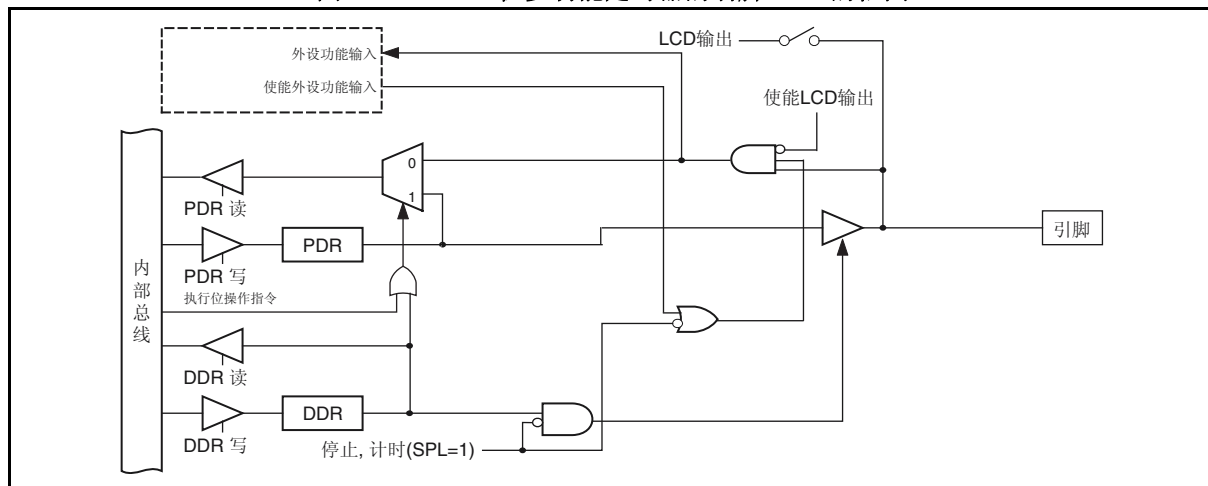 LCD输出
外设功能输入
使能外设功能输入
使能LCD输出
0
1
PDR 读
PDR
PDR 写
引脚
内部总线
执行位操作指令
DDR 读
DDR
DDR 写
停止, 计时(SPL=1)